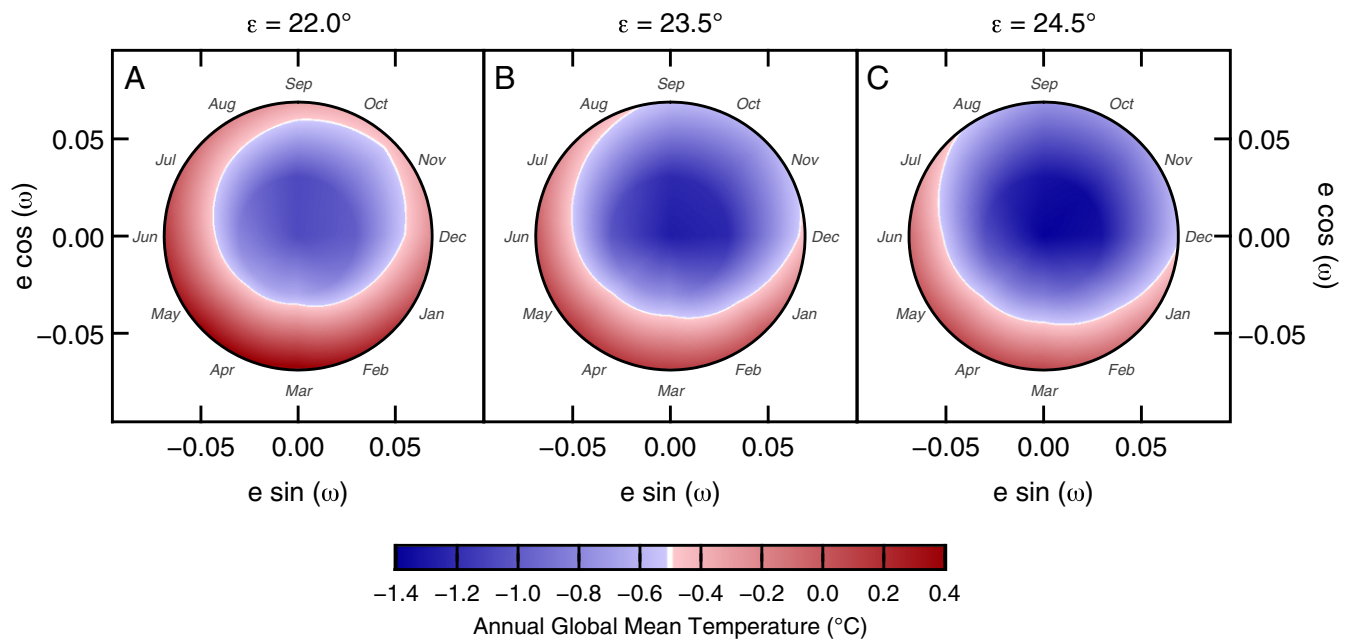 ε = 22.0° ε = 23.5° ε = 24.5°
A B C
Sep Sep Sep
Aug Oct Aug Oct Aug Oct
0.05 0.05
Jul Nov Jul Nov Jul Nov
e cos (ω) e cos (ω)
0.00 Jun Dec Jun Dec Jun Dec 0.00
May Jan May Jan May Jan
−0.05 −0.05
Apr Feb Apr Feb Apr Feb
Mar Mar Mar
−0.05 0.00 0.05 −0.05 0.00 0.05 −0.05 0.00 0.05
e sin (ω) e sin (ω) e sin (ω)
−1.4 −1.2 −1.0 −0.8 −0.6 −0.4 −0.2 0.0 0.2 0.4
Annual Global Mean Temperature (°C)